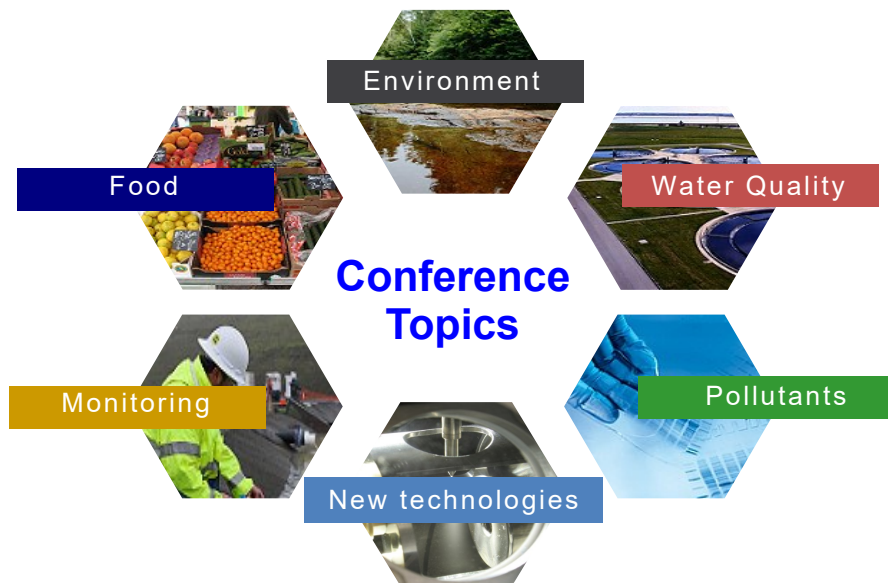 Environment
Food
Water Quality
Conference
Topics
Monitoring
Pollutants
New technologies